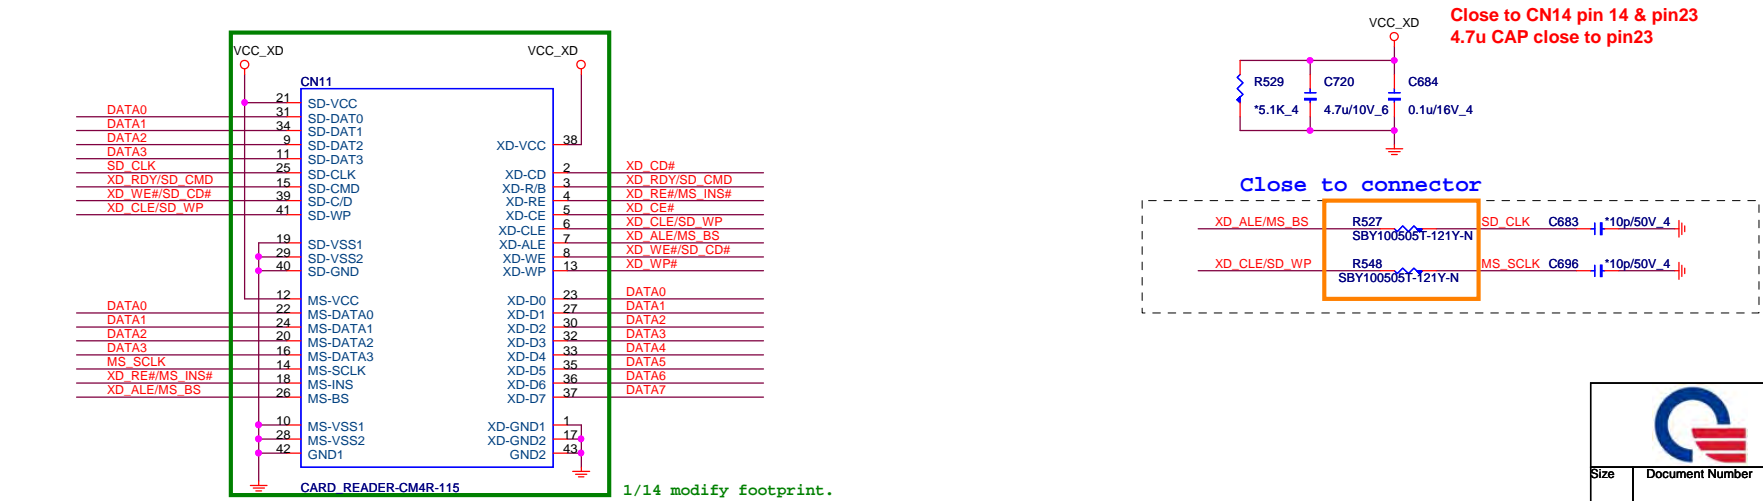 VCC_XD
VCC_XD
CN11
DATA0
DATA1
DATA2
DATA3
SD_CLK
XD_RDY/SD_CMD
XD_WE#/SD_CD#
XD_CLE/SD_WP
21 SD-VCC
31 SD-DAT0
34 SD-DAT1
9 SD-DAT2
11 SD-DAT3
25 SD-CLK
15 SD-CMD
39 SD-C/D
41 SD-WP
19 SD-VSS1
29 SD-VSS2
40 SD-GND
DATA0
DATA1
DATA2
DATA3
MS_SCLK
XD_RE#/MS_INS#
XD_ALE/MS_BS
12 MS-VCC
22 MS-DATA0
24 MS-DATA1
20 MS-DATA2
16 MS-DATA3
14 MS-SCLK
18 MS-INS
26 MS-BS
10 MS-VSS1
28 MS-VSS2
42 GND1
XD-VCC 38
XD-CD 2 XD_CD#
XD-R/B 3 XD_RDY/SD_CMD
XD-RE 4 XD_RE#/MS_INS#
XD-CE 5 XD_CE#
XD-CLE 6 XD_CLE/SD_WP
XD-ALE 7 XD_ALE/MS_BS
XD-WE 8 XD_WE#/SD_CD#
XD-WP 13 XD_WP#
XD-D0 23 DATA0
XD-D1 27 DATA1
XD-D2 30 DATA2
XD-D3 32 DATA3
XD-D4 33 DATA4
XD-D5 35 DATA5
XD-D6 36 DATA6
XD-D7 37 DATA7
XD-GND1 1
XD-GND2 17
GND2 43
CARD_READER-CM4R-115
1/14 modify footprint.
VCC_XD
Close to CN14 pin 14 & pin23
4.7u CAP close to pin23
R529
*5.1K_4
C720
4.7u/10V_6
C684
0.1u/16V_4
Close to connector
XD_ALE/MS_BS R527 SD_CLK C683 *10p/50V_4
SBY100505T-121Y-N
XD_CLE/SD_WP R548 MS_SCLK C696 *10p/50V_4
SBY100505T-121Y-N
Size Document Number